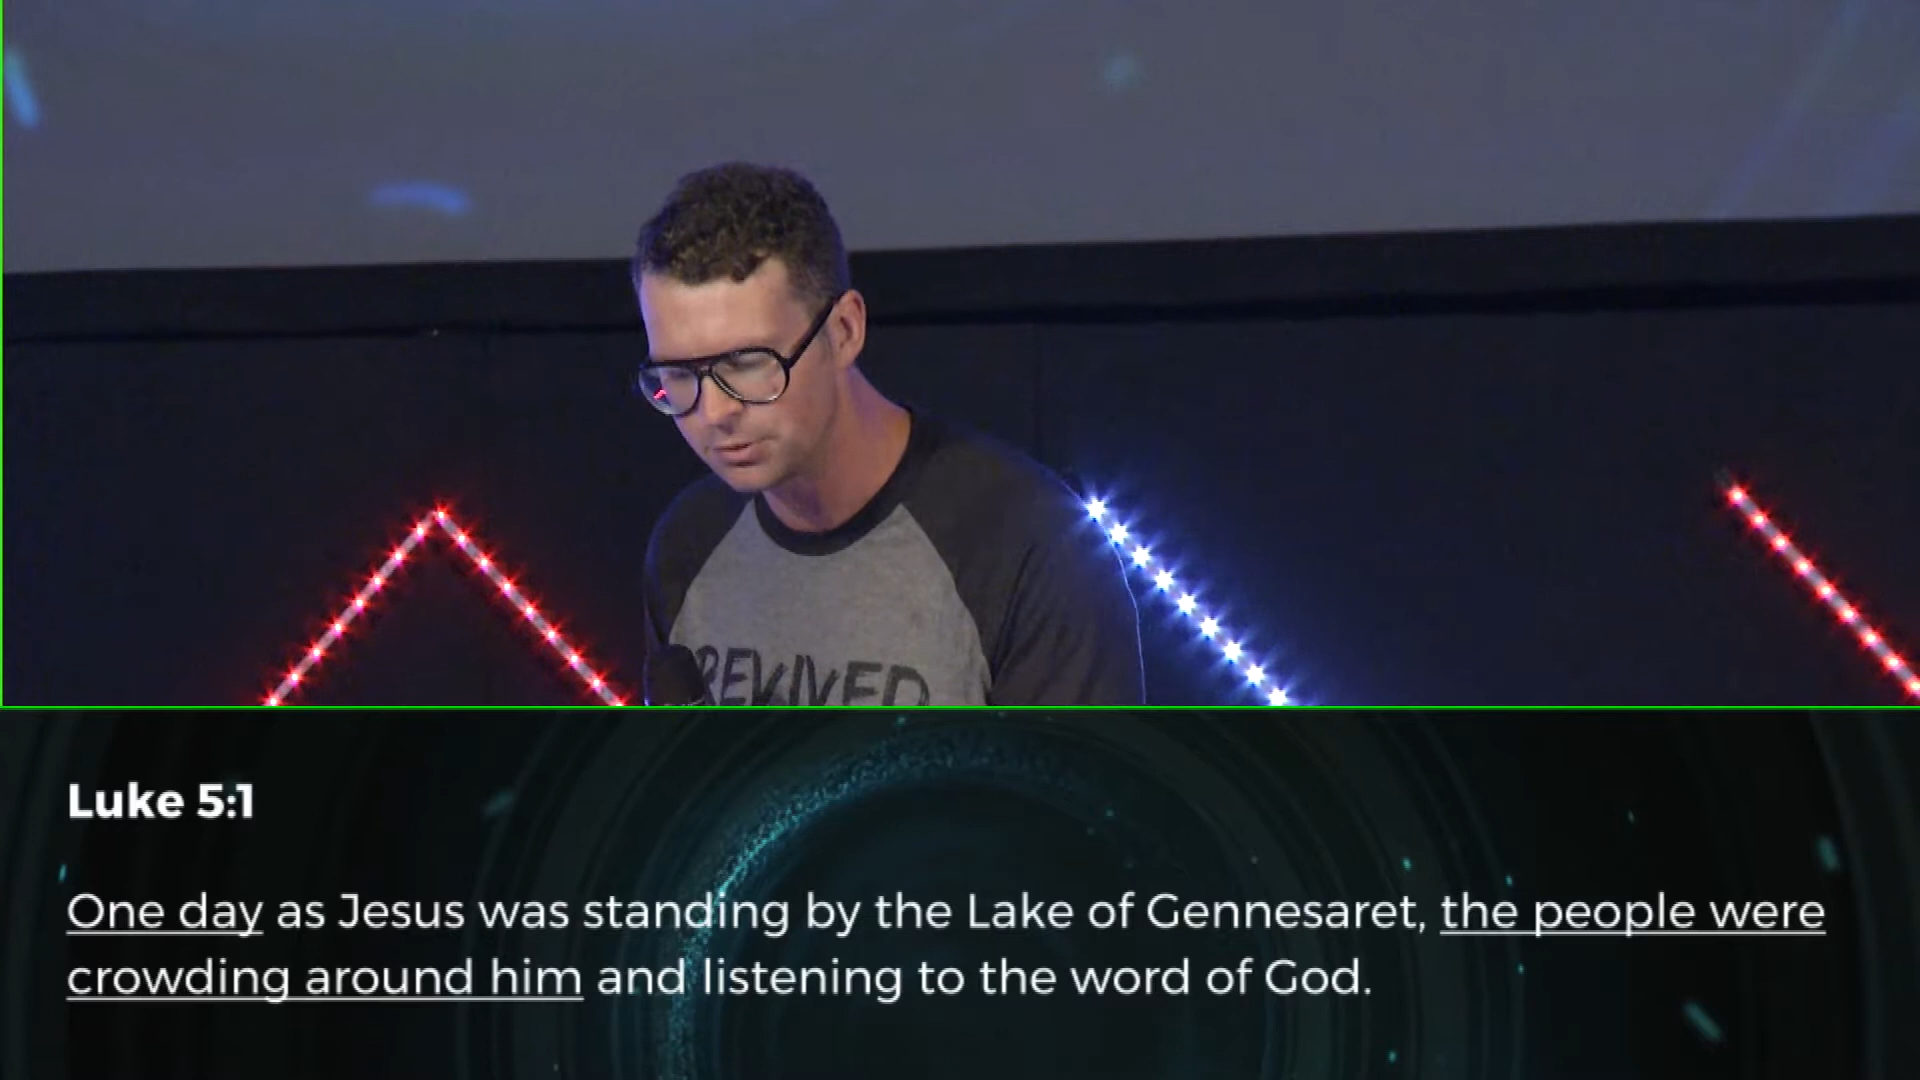 REVIVED
Luke 5:1
One day as Jesus was standing by the Lake of Gennesaret, the people were
crowding around him and listening to the word of God.